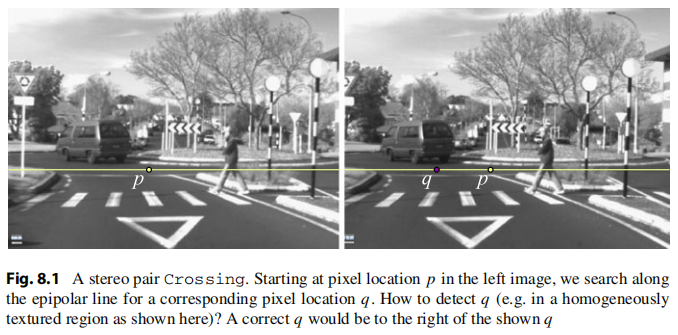 p
q p
Fig. 8.1 A stereo pair Crossing. Starting at pixel location p in the left image, we search along
the epipolar line for a corresponding pixel location q. How to detect q (e.g. in a homogeneously
textured region as shown here)? A correct q would be to the right of the shown q